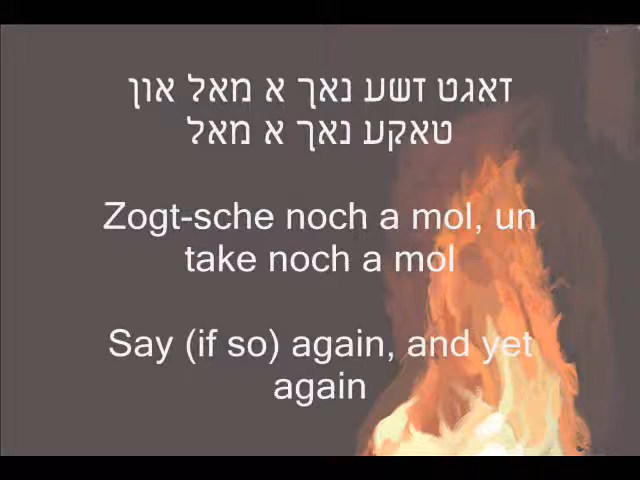 זאגט זשע נאך א מאל און
טאקע נאך א מאל
Zogt-sche noch a mol, un
take noch a mol
Say (if so) again, and yet
again